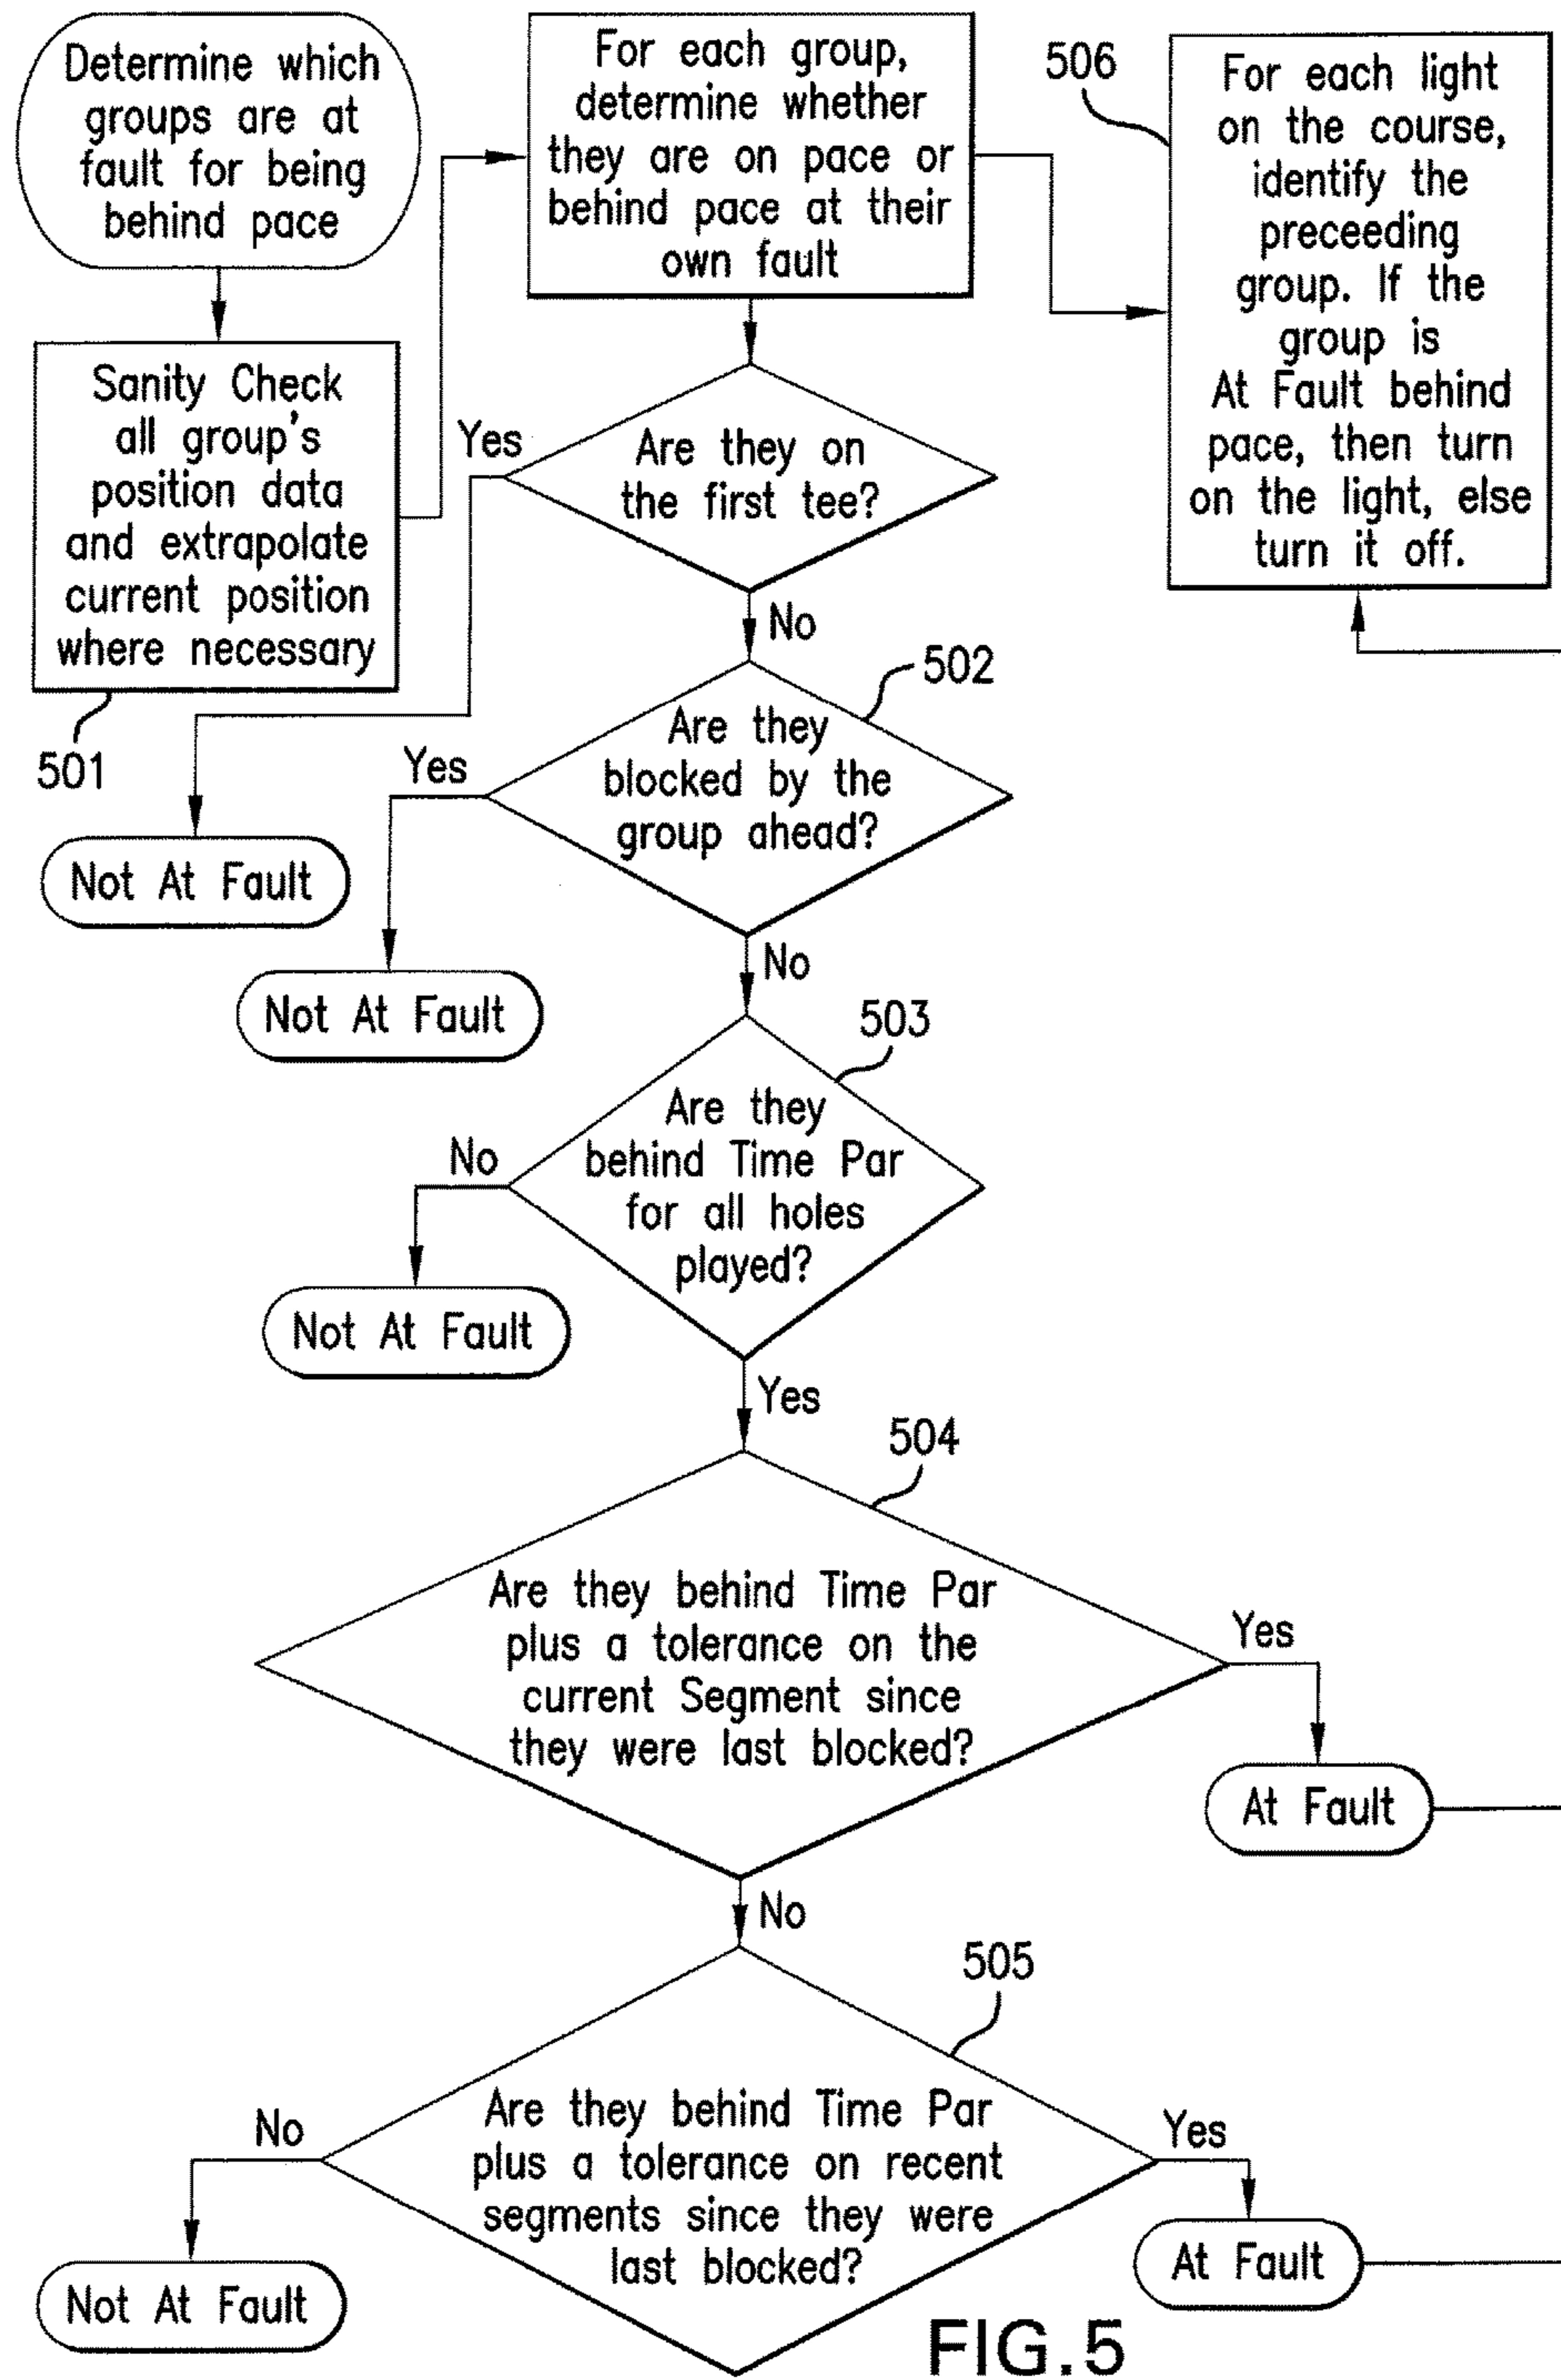 Determine which
groups are at
fault for being
behind pace
For each group,
determine whether
they are on pace or
behind pace at their
own fault
506
For each light
on the course,
identify the
preceeding
group. If the
group is
At Fault behind
pace, then turn
on the light, else
turn it off.
Sanity Check
all group's
position data
and extrapolate
current position
where necessary
501
Yes
Are they on
the first tee?
No
Not At Fault
502
Yes
Are they
blocked by the
group ahead?
No
Not At Fault
503
No
Are they
behind Time Par
for all holes
played?
Yes
Not At Fault
504
Are they behind Time Par
plus a tolerance on the
current Segment since
they were last blocked?
Yes
At Fault
No
505
No
Are they behind Time Par
plus a tolerance on recent
segments since they were
last blocked?
Yes
Not At Fault
At Fault
FIG.5